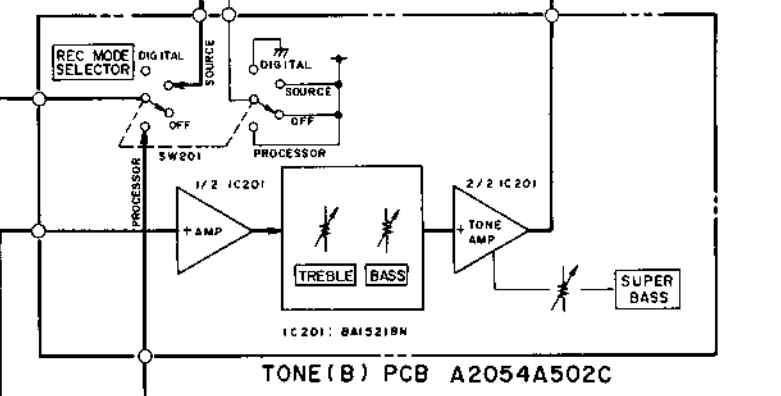 REC MODE
SELECTOR
DIGITAL
SOURCE
OFF
SW201
PROCESSOR
DIGITAL
SOURCE
OFF
PROCESSOR
1/2 IC201
+ AMP
TREBLE
BASS
2/2 IC201
+ TONE
AMP
SUPER
BASS
IC201: BA15218N
TONE(B) PCB A2054A502C